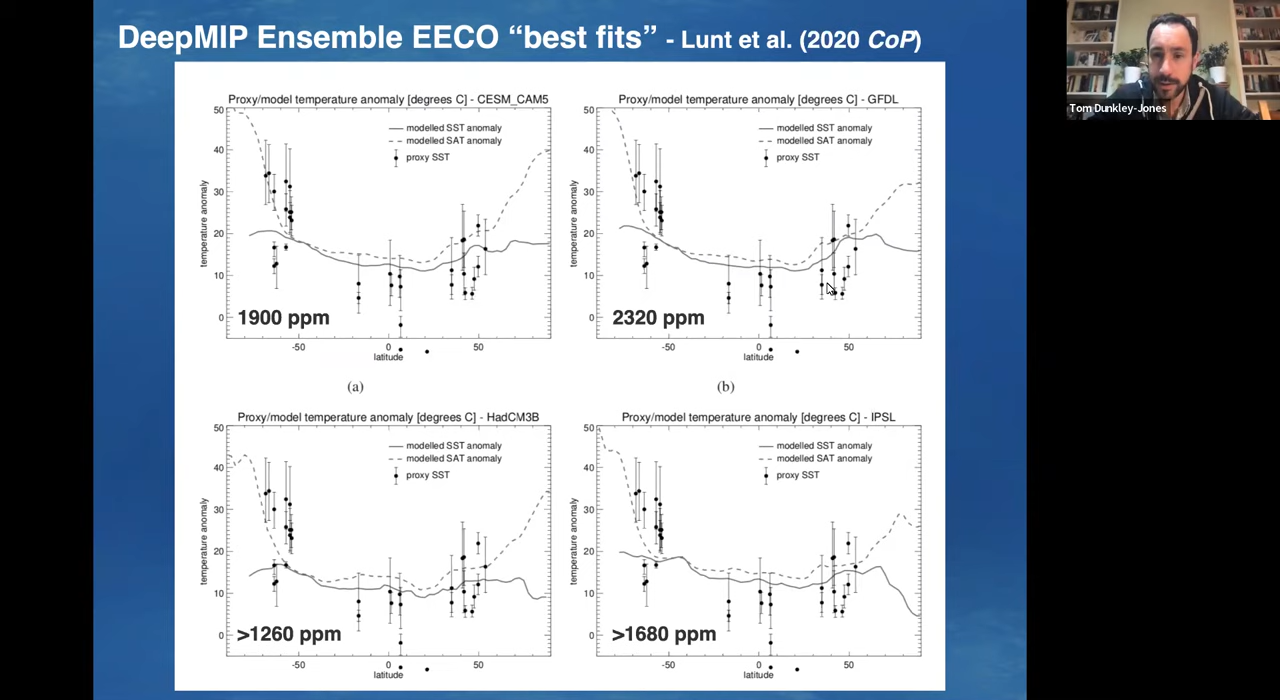 DeepMIP Ensemble EECO “best fits” - Lunt et al. (2020 CoP)
Tom Dunkley-Jones
Proxy/model temperature anomaly [degrees C] - CESM_CAM5
modelled SST anomaly
modelled SAT anomaly
proxy SST
temperature anomaly
50
40
30
20
10
0
1900 ppm
-50 0 50
latitude
(a)
Proxy/model temperature anomaly [degrees C] - GFDL
modelled SST anomaly
modelled SAT anomaly
proxy SST
temperature anomaly
50
40
30
20
10
0
2320 ppm
-50 0 50
latitude
(b)
Proxy/model temperature anomaly [degrees C] - HadCM3B
modelled SST anomaly
modelled SAT anomaly
proxy SST
temperature anomaly
50
40
30
20
10
0
>1260 ppm
-50 0 50
latitude
Proxy/model temperature anomaly [degrees C] - IPSL
modelled SST anomaly
modelled SAT anomaly
proxy SST
temperature anomaly
50
40
30
20
10
0
>1680 ppm
-50 0 50
latitude